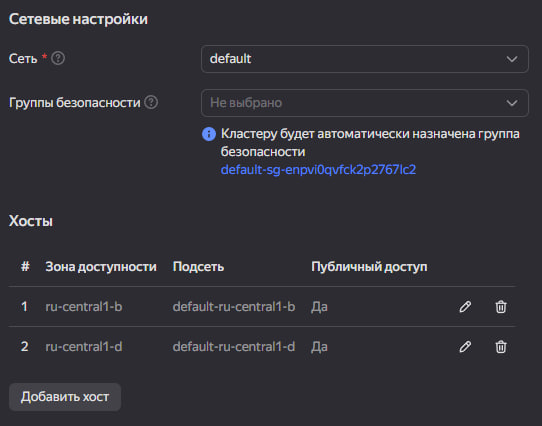 Сетевые настройки
Сеть *
default
Группы безопасности
Не выбрано
Кластеру будет автоматически назначена группа
безопасности
default-sg-enpvi0qvfck2p2767lc2
Хосты
# Зона доступности Подсеть Публичный доступ
1 ru-central1-b default-ru-central1-b Да
2 ru-central1-d default-ru-central1-d Да
Добавить хост